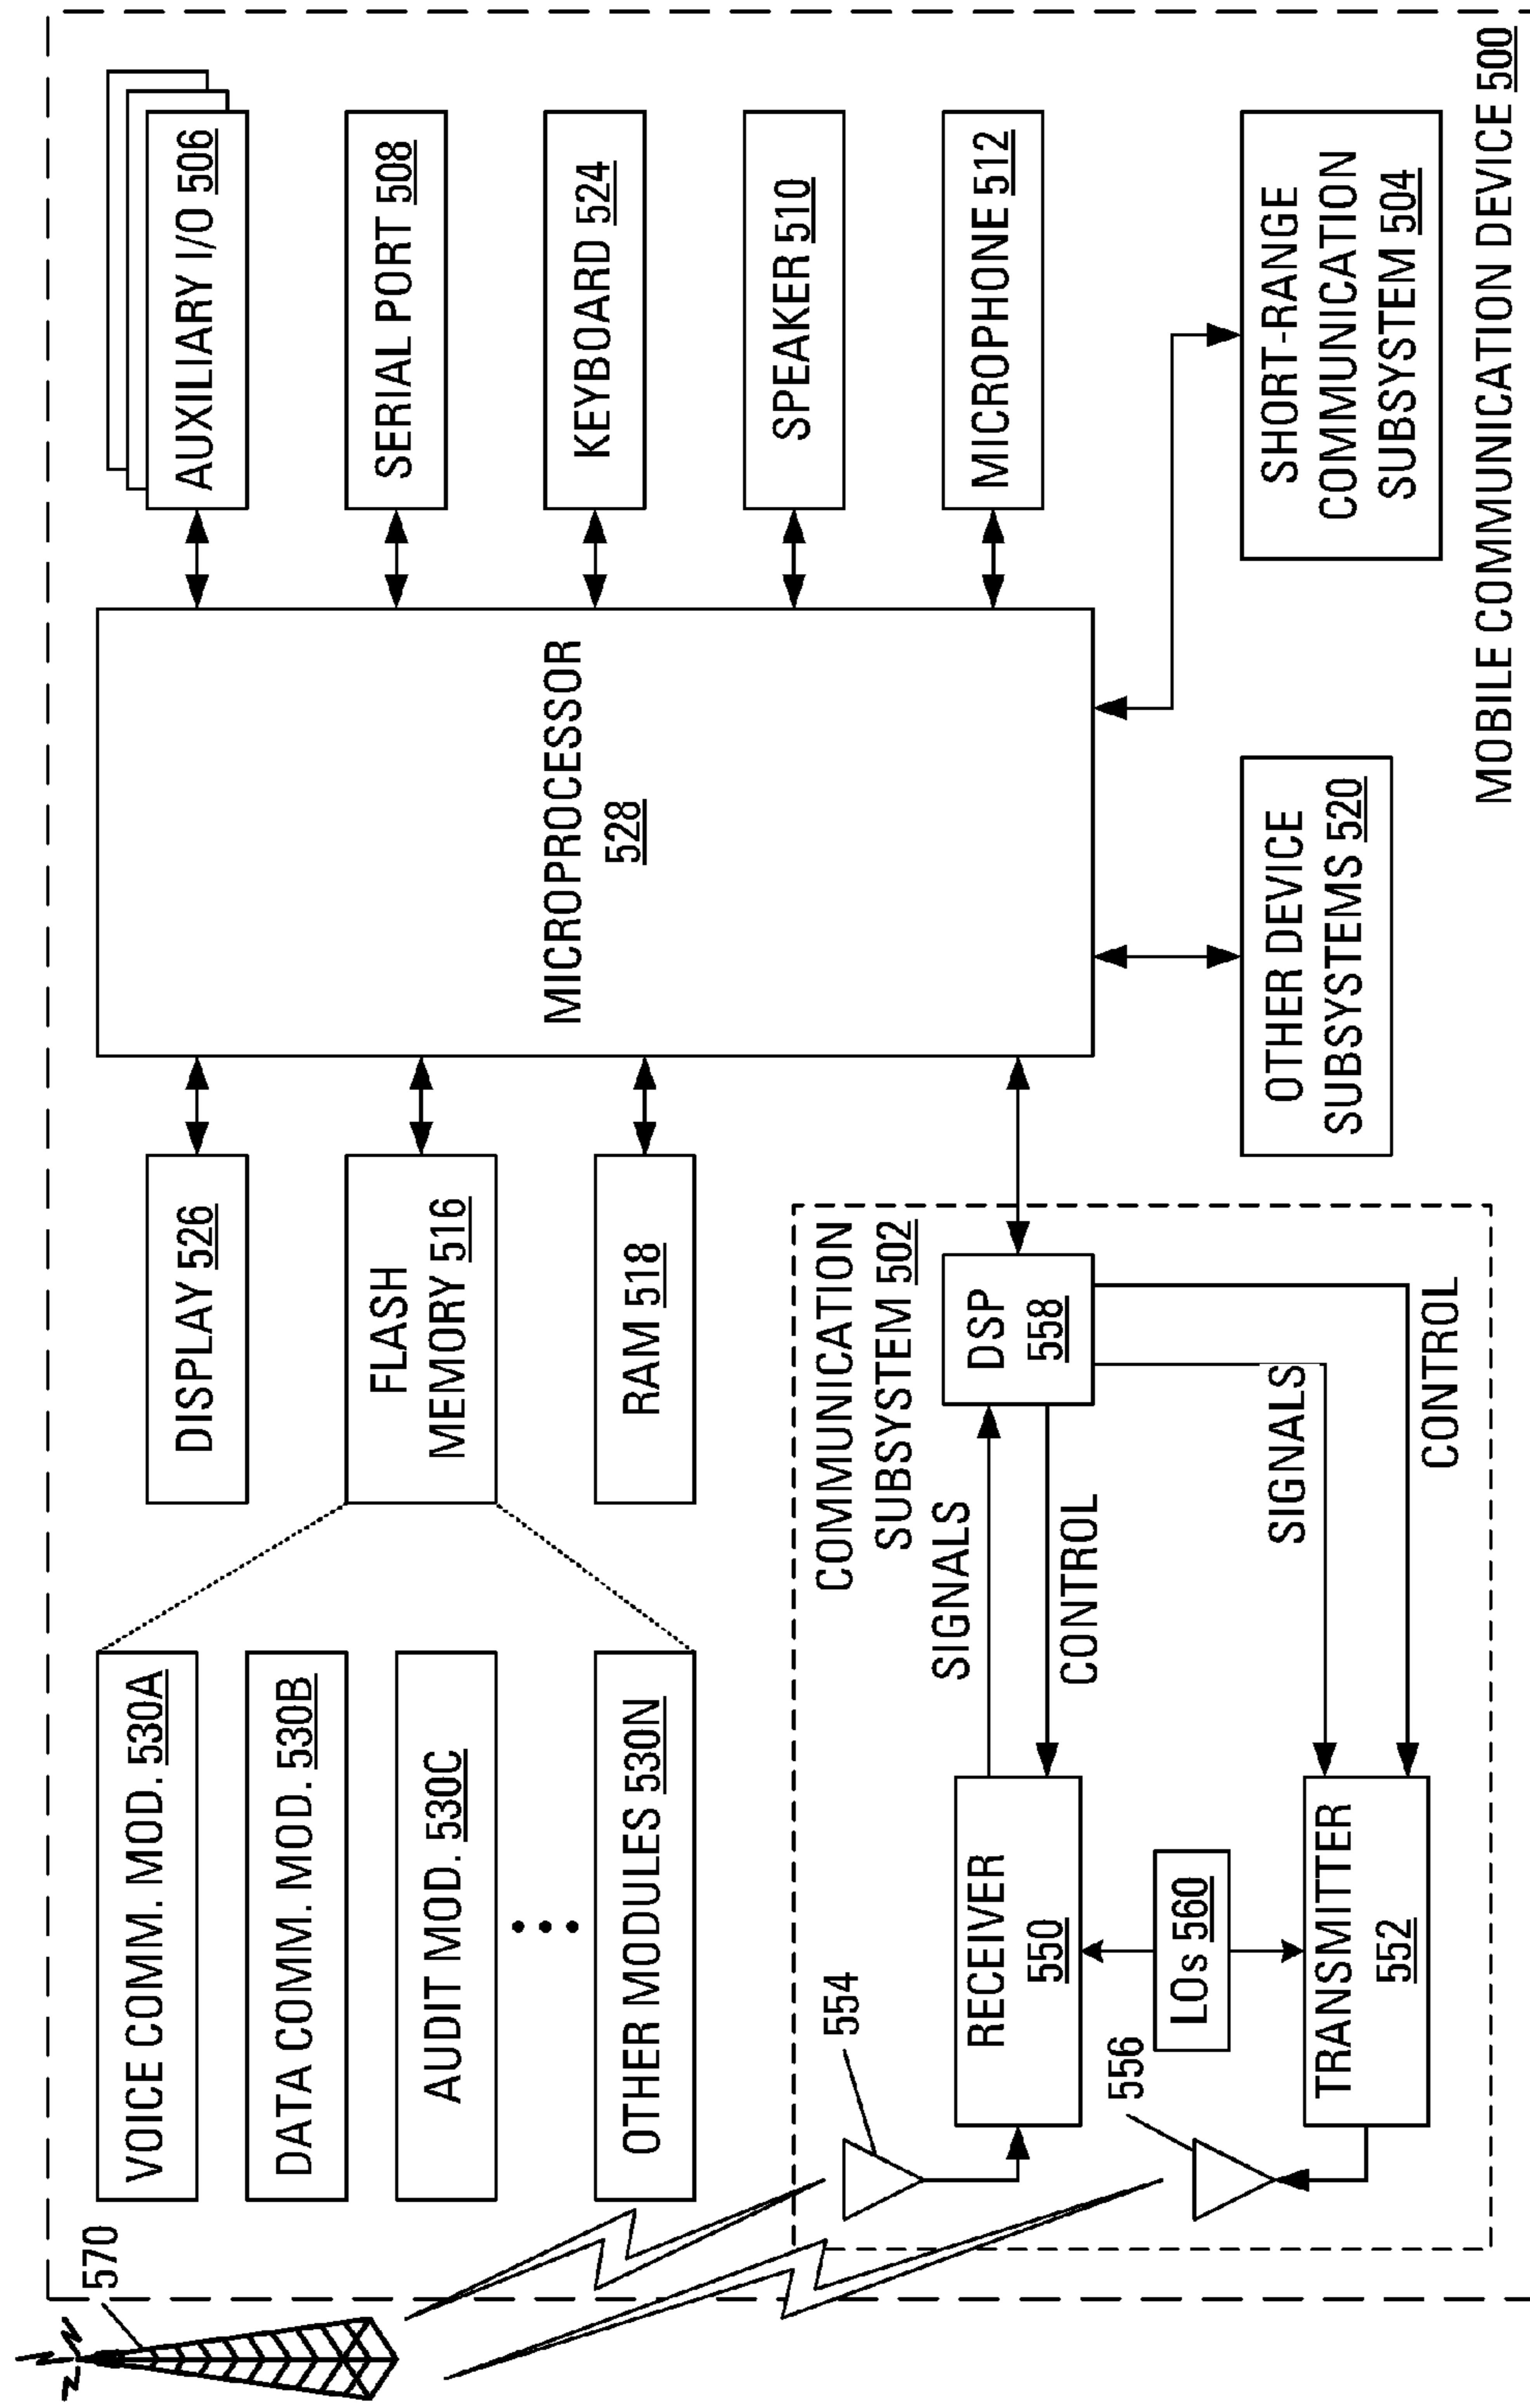 570
VOICE COMM. MOD. 530A
DATA COMM. MOD. 530B
AUDIT MOD. 530C
OTHER MODULES 530N
DISPLAY 526
FLASH
MEMORY 516
RAM 518
MICROPROCESSOR
528
AUXILIARY I/O 506
SERIAL PORT 508
KEYBOARD 524
SPEAKER 510
MICROPHONE 512
COMMUNICATION
SUBSYSTEM 502
554
RECEIVER
550
SIGNALS
CONTROL
DSP
558
556
LOs 560
TRANSMITTER
552
SIGNALS
CONTROL
OTHER DEVICE
SUBSYSTEMS 520
SHORT-RANGE
COMMUNICATION
SUBSYSTEM 504
MOBILE COMMUNICATION DEVICE 500